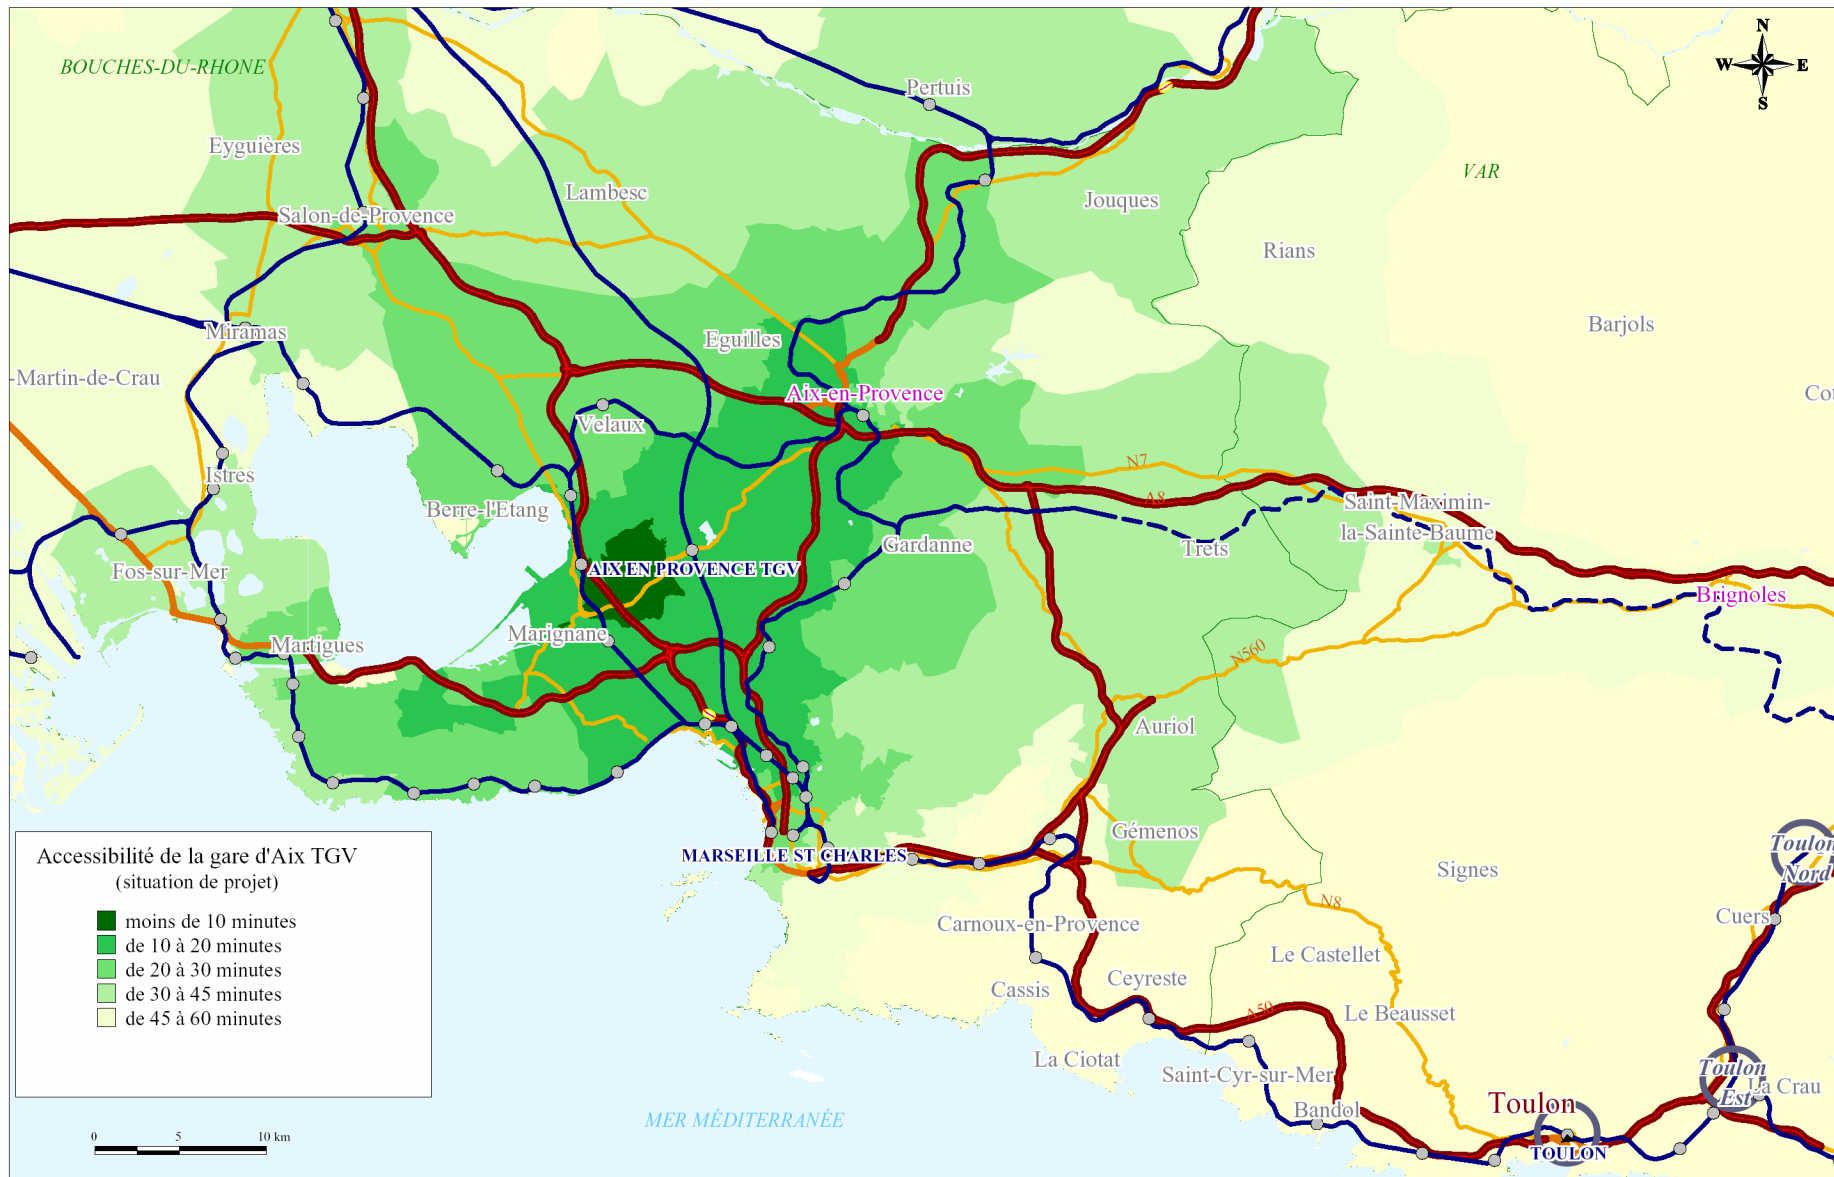 N
W
E
S
BOUCHES-DU-RHONE
Pertuis
Eyguières
VAR
Lambesc
Jouques
Salon-de-Provence
Rians
Miramas
Eguilles
Barjols
-Martin-de-Crau
Aix-en-Provence
Cot
Velaux
N7
Istres
A8
Saint-Maximin-
la-Sainte-Baume
Berre-l'Etang
Gardanne
Trets
Fos-sur-Mer
AIX EN PROVENCE TGV
Brignoles
Martigues
Marignane
N560
Auriol
Gémenos
Toulon
Nord
MARSEILLE ST CHARLES
Signes
N8
Cuers
Carnoux-en-Provence
Le Castellet
Ceyreste
Cassis
A50
Le Beausset
La Ciotat
Saint-Cyr-sur-Mer
Toulon
Est
La Crau
Bandol
Toulon
TOULON
MER MÉDITERRANÉE
Accessibilité de la gare d'Aix TGV
(situation de projet)
moins de 10 minutes
de 10 à 20 minutes
de 20 à 30 minutes
de 30 à 45 minutes
de 45 à 60 minutes
0 5 10 km